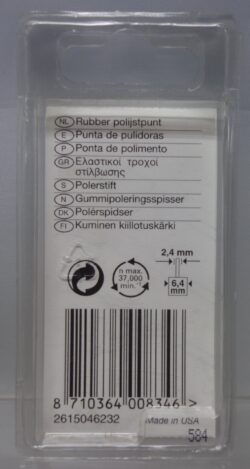 NL Rubber polijstpunt
E Punta de pulidoras
P Ponta de polimento
GR Ελαστικοί τροχοί
στίλβωσης
S Polerstift
N Gummipoleringsspisser
DK Polérspidser
FI Kuminen kiillotuskärki
n max.
37,000
min.⁻¹
2,4 mm
6,4
mm
8 710364 008346 >
2615046232
Made in USA
584